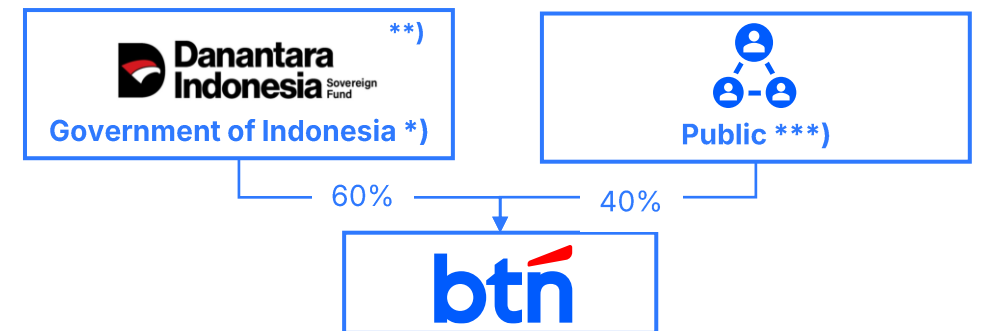 **)
Danantara
Indonesia Sovereign Fund
Government of Indonesia *)
Public ***)
60%
40%
btn